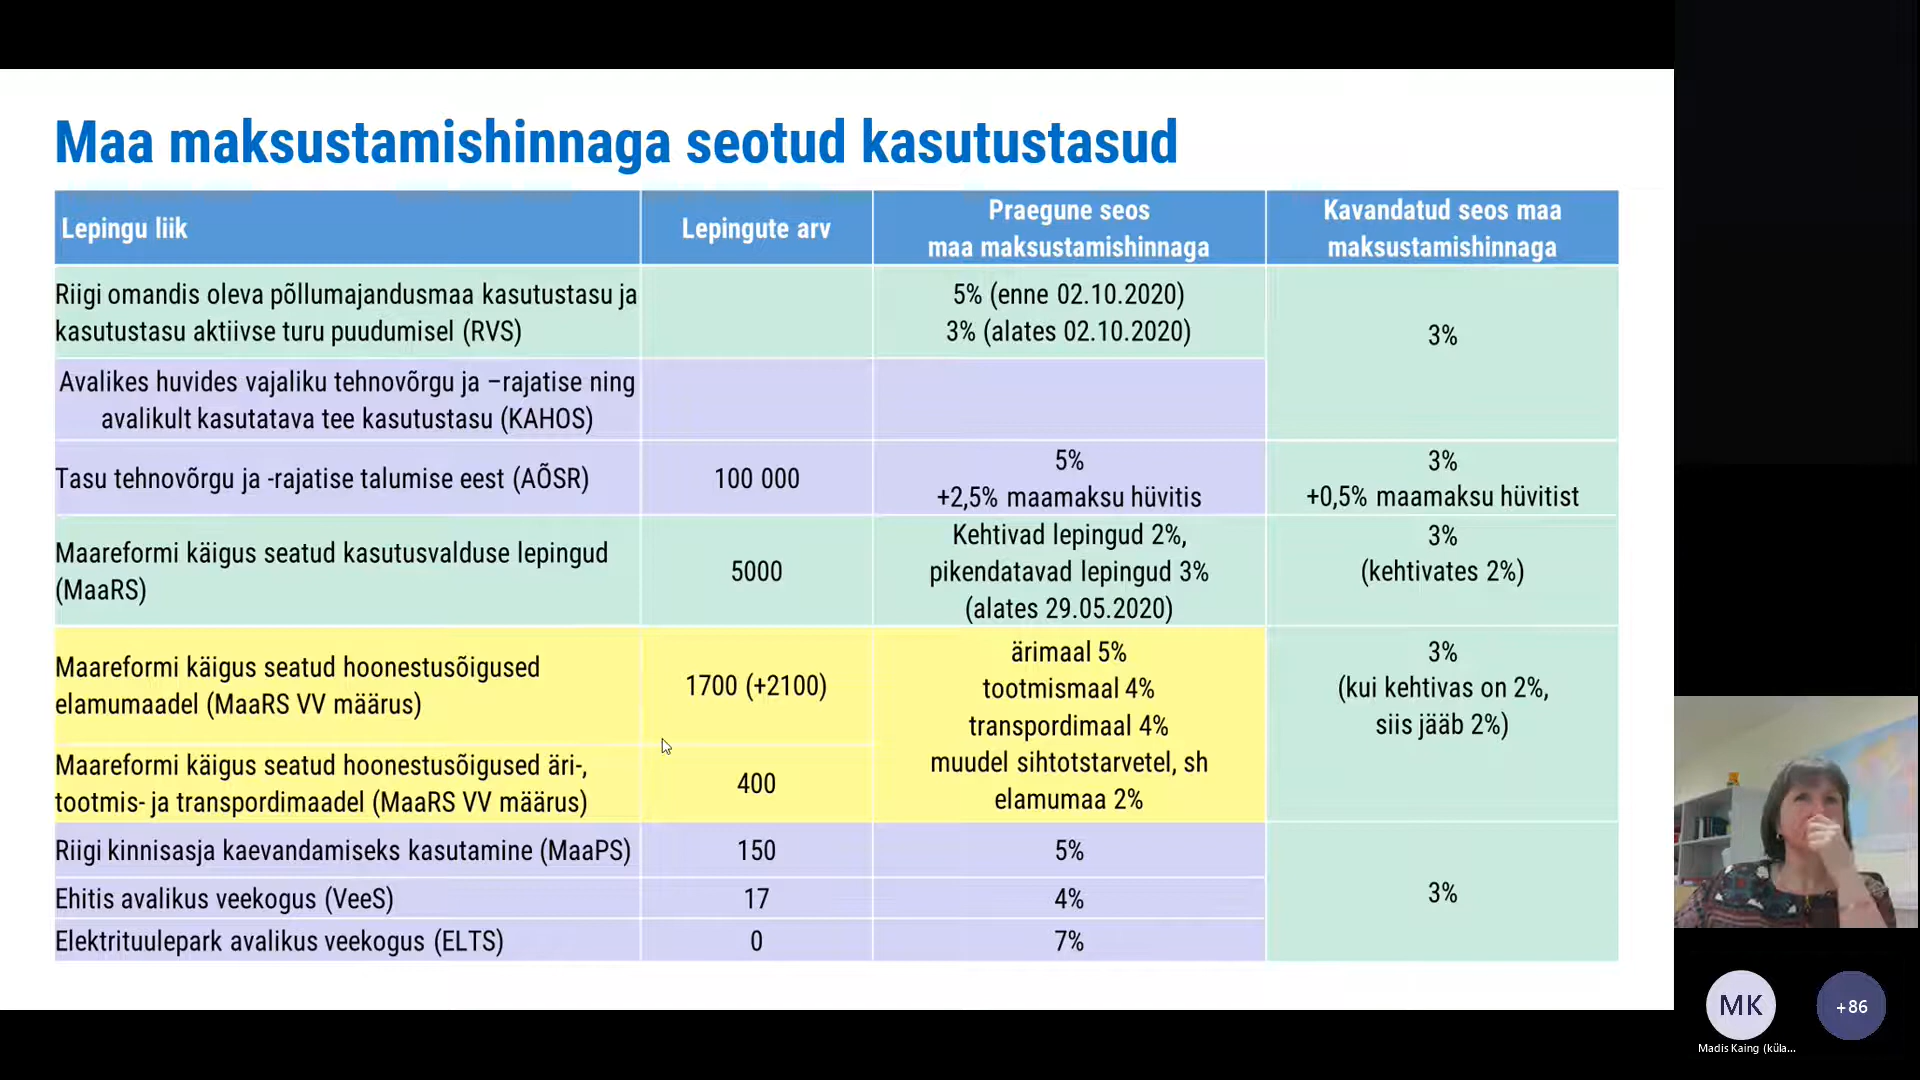 Maa maksustamishinnaga seotud kasutustasud
Lepingu liik
Lepingute arv
Praegune seos
maa maksustamishinnaga
Kavandatud seos maa
maksustamishinnaga
Riigi omandis oleva põllumajandusmaa kasutustasu ja
kasutustasu aktiivse turu puudumisel (RVS)
5% (enne 02.10.2020)
3% (alates 02.10.2020)
3%
Avalikes huvides vajaliku tehnovõrgu ja –rajatise ning
avalikult kasutatava tee kasutustasu (KAHOS)
Tasu tehnovõrgu ja -rajatise talumise eest (AÕSR)
100 000
5%
+2,5% maamaksu hüvitis
3%
+0,5% maamaksu hüvitist
Maareformi käigus seatud kasutusvalduse lepingud
(MaaRS)
5000
Kehtivad lepingud 2%,
pikendatavad lepingud 3%
(alates 29.05.2020)
3%
(kehtivates 2%)
Maareformi käigus seatud hoonestusõigused
elamumaadel (MaaRS VV määrus)
1700 (+2100)
ärimaal 5%
tootmismaal 4%
transpordimaal 4%
muudel sihtotstarvetel, sh
elamumaa 2%
3%
(kui kehtivas on 2%,
siis jääb 2%)
Maareformi käigus seatud hoonestusõigused äri-,
tootmis- ja transpordimaadel (MaaRS VV määrus)
400
Riigi kinnisasja kaevandamiseks kasutamine (MaaPS)
150
5%
3%
Ehitis avalikus veekogus (VeeS)
17
4%
Elektrituulepark avalikus veekogus (ELTS)
0
7%
MK
+86
Madis Kaing (küla...